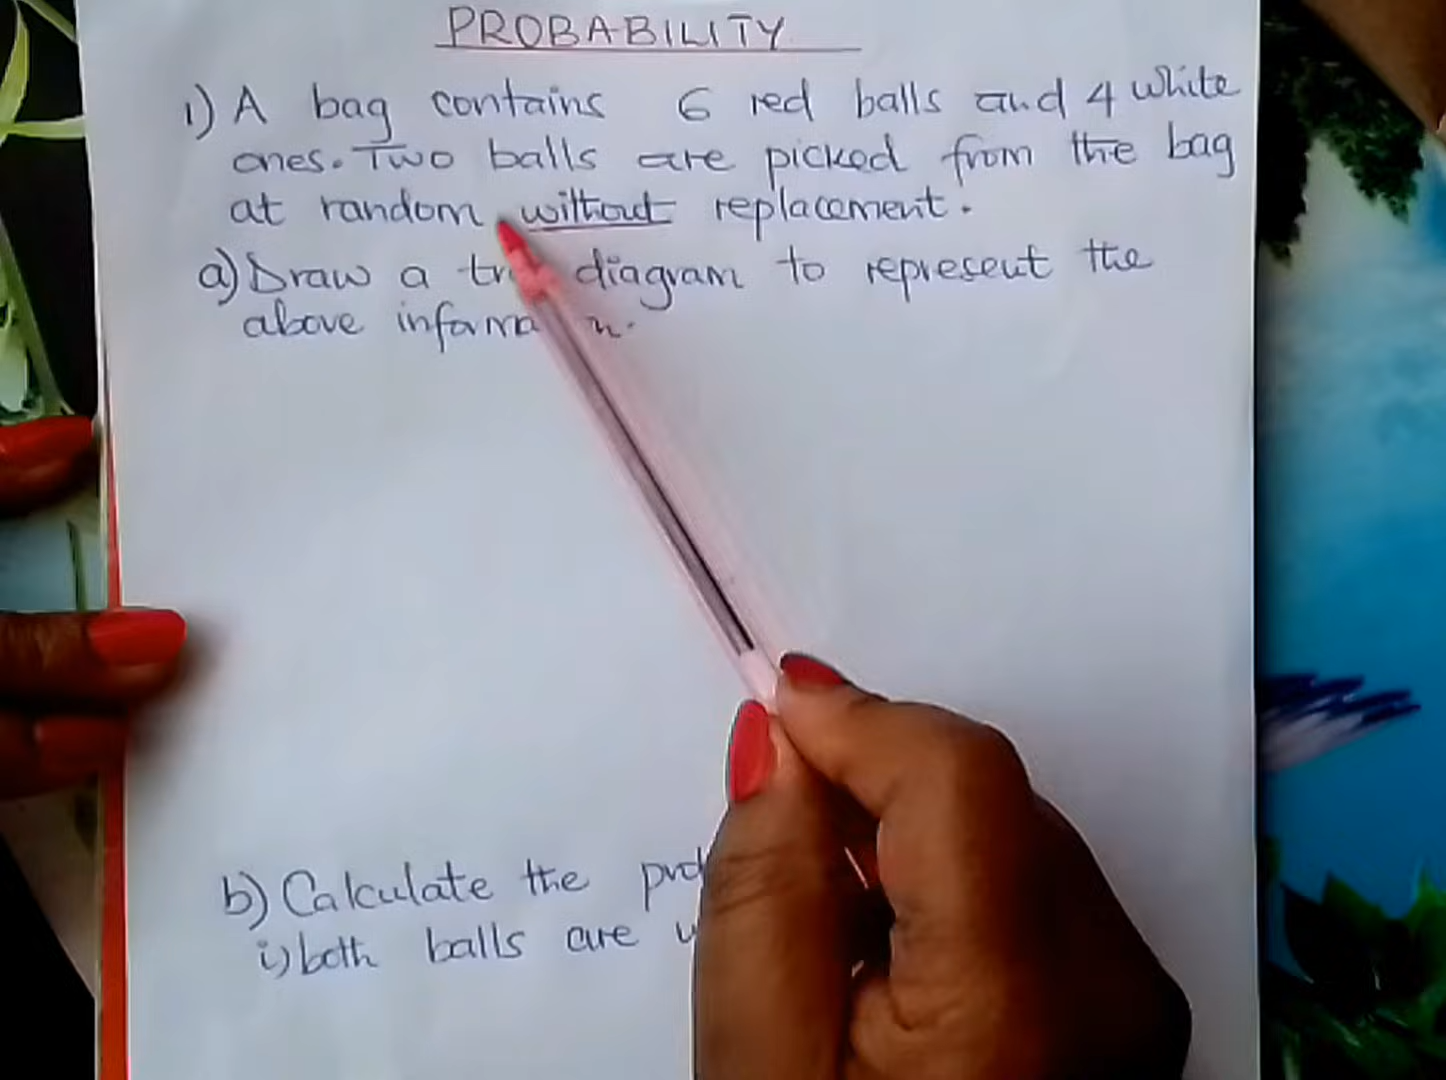 PROBABILITY
1) A bag contains 6 red balls and 4 white
ones. Two balls are picked from the bag
at random without replacement.
a) Draw a diagram to represent the
above
b) Calculate the
i) both balls are